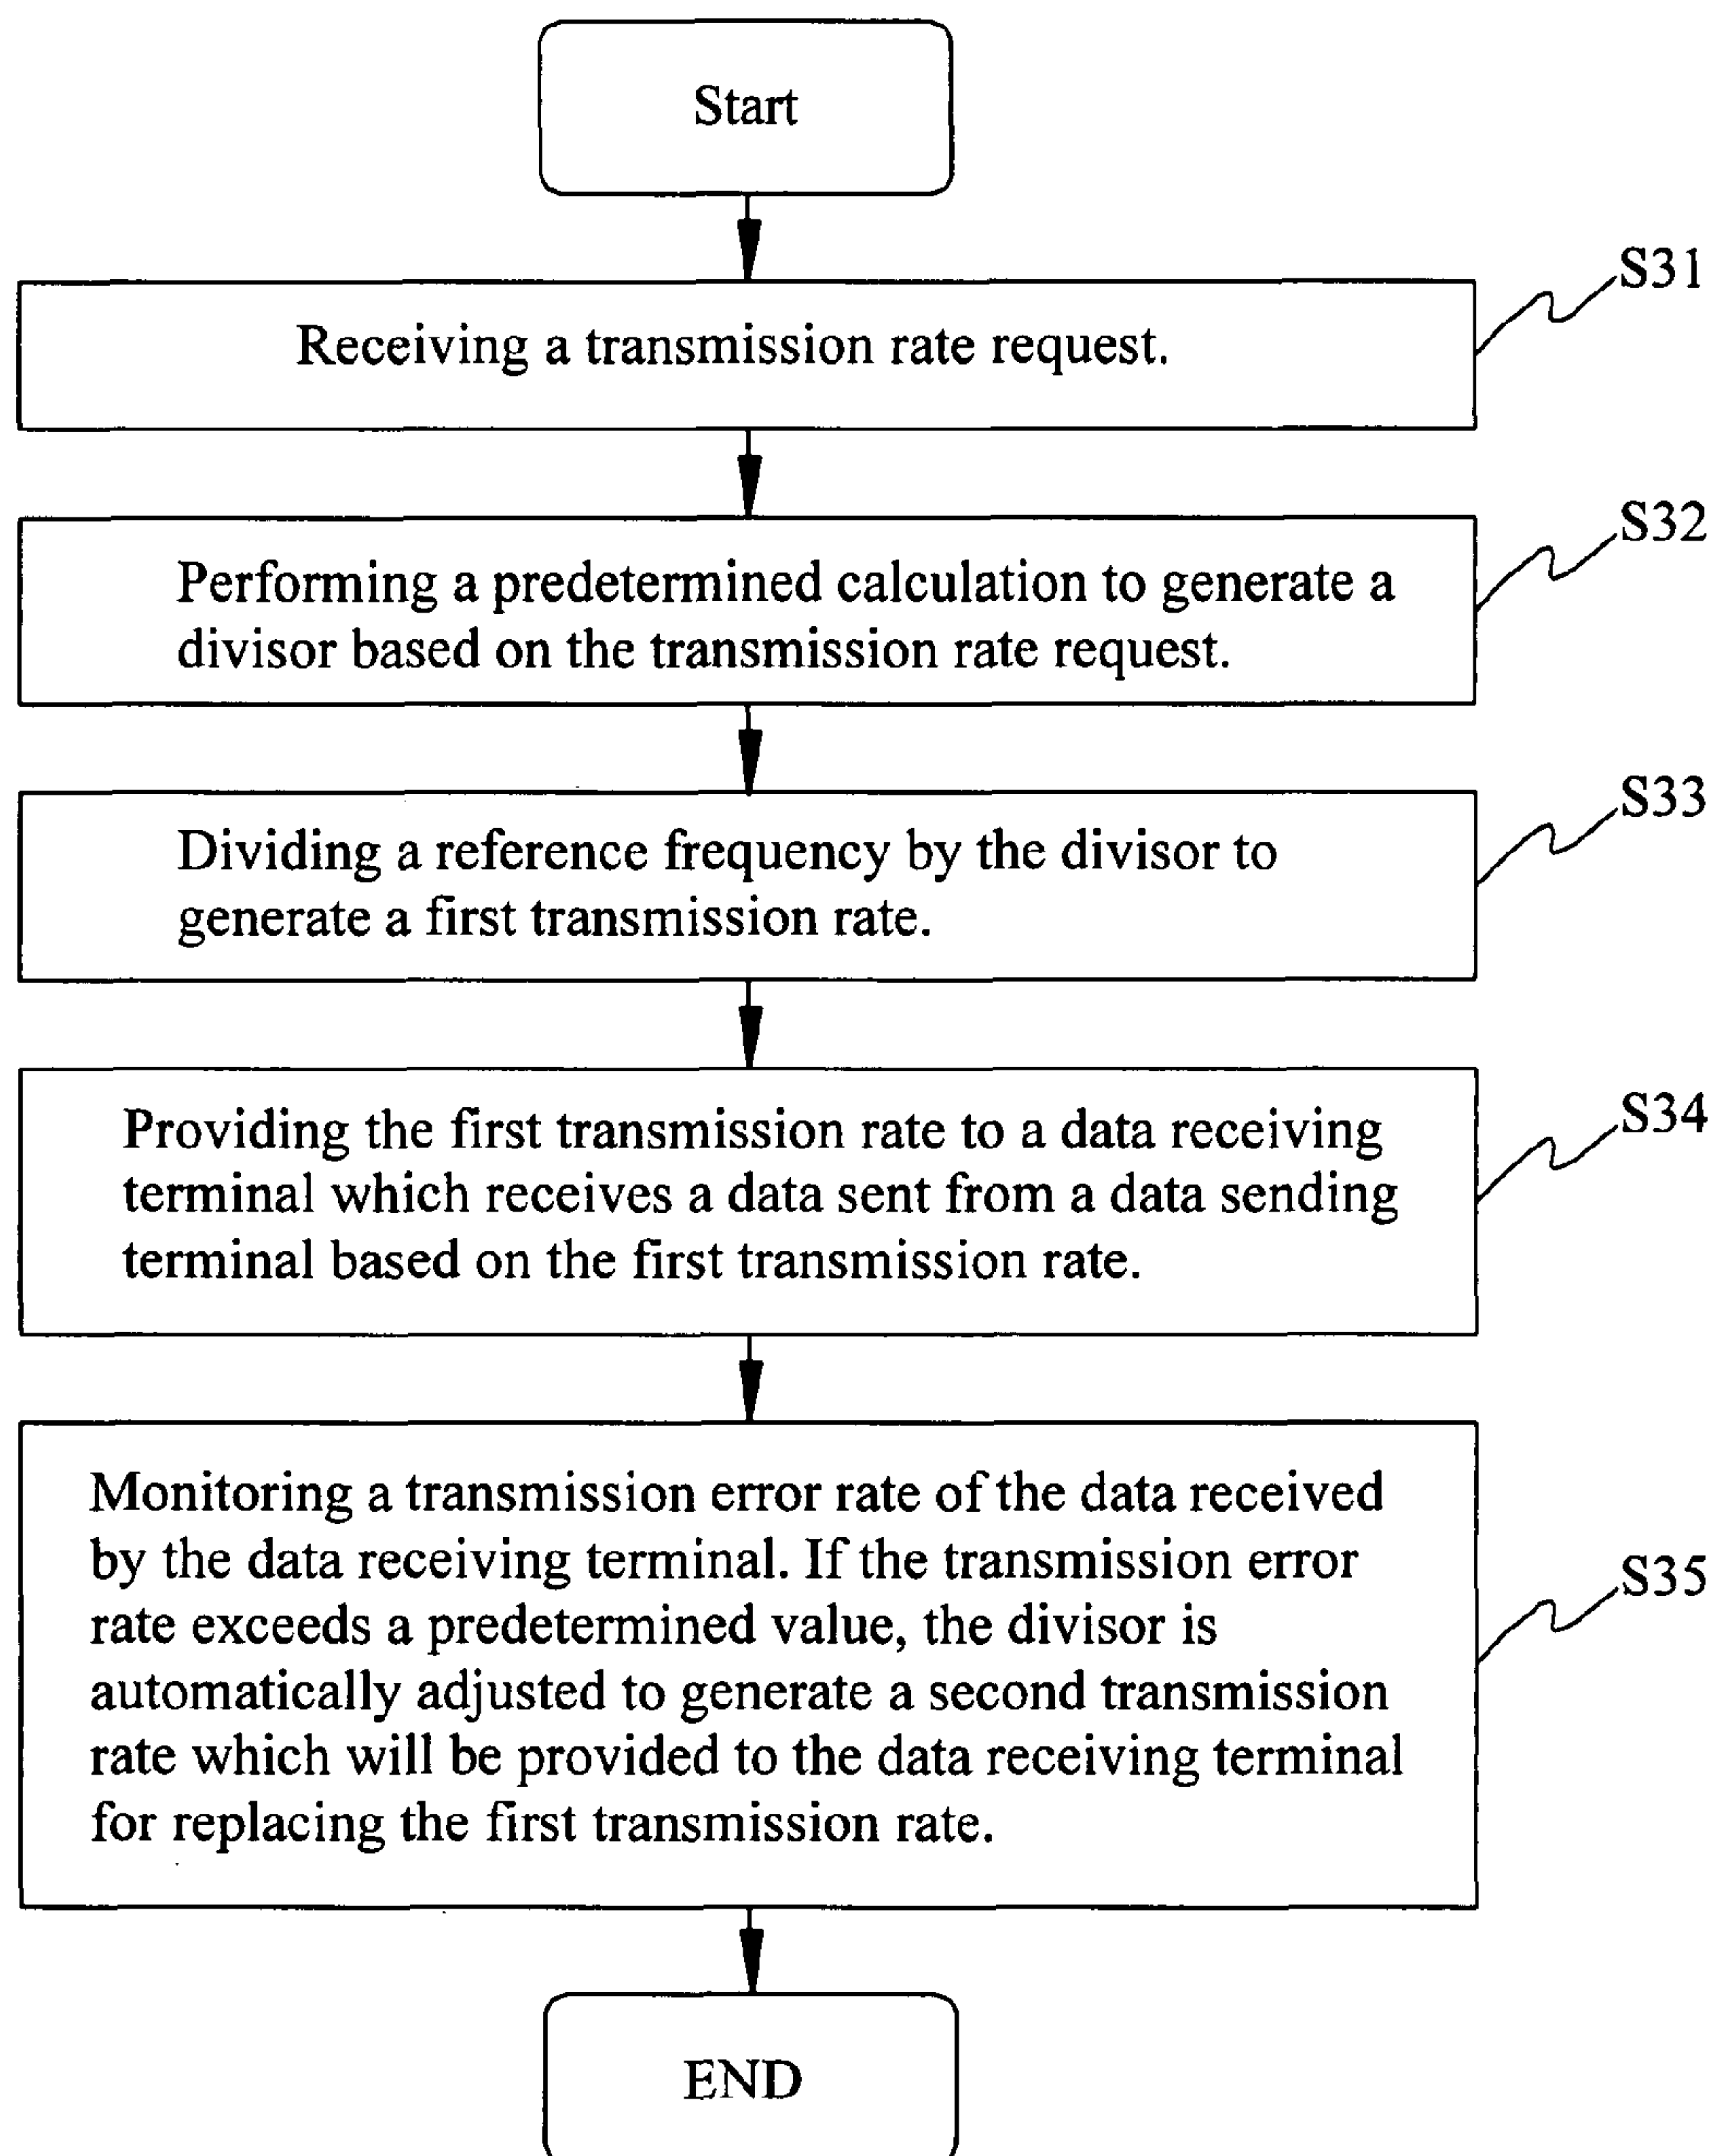 Start
S31
Receiving a transmission rate request.
S32
Performing a predetermined calculation to generate a
divisor based on the transmission rate request.
S33
Dividing a reference frequency by the divisor to
generate a first transmission rate.
S34
Providing the first transmission rate to a data receiving
terminal which receives a data sent from a data sending
terminal based on the first transmission rate.
S35
Monitoring a transmission error rate of the data received
by the data receiving terminal. If the transmission error
rate exceeds a predetermined value, the divisor is
automatically adjusted to generate a second transmission
rate which will be provided to the data receiving terminal
for replacing the first transmission rate.
END